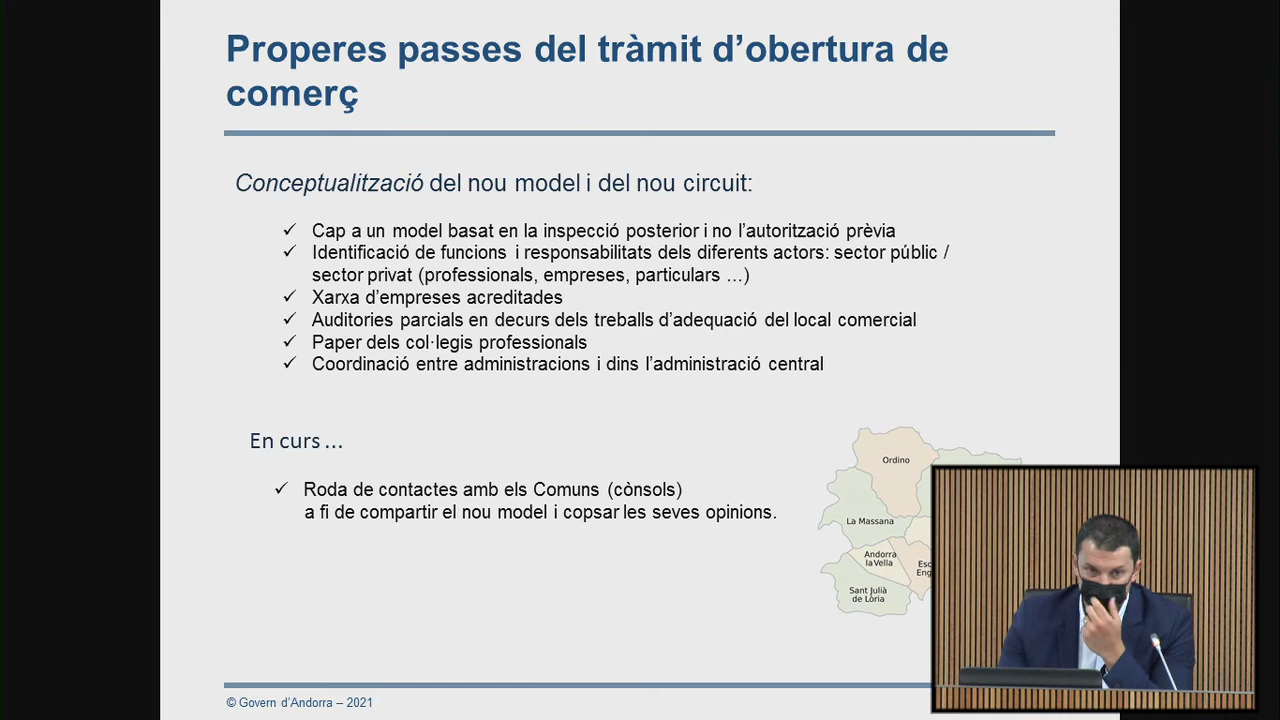 Properes passes del tràmit d’obertura de
comerç
Conceptualització del nou model i del nou circuit:
✓ Cap a un model basat en la inspecció posterior i no l’autorització prèvia
✓ Identificació de funcions i responsabilitats dels diferents actors: sector públic /
sector privat (professionals, empreses, particulars …)
✓ Xarxa d’empreses acreditades
✓ Auditories parcials en decurs dels treballs d’adequació del local comercial
✓ Paper dels col·legis professionals
✓ Coordinació entre administracions i dins l’administració central
En curs …
✓ Roda de contactes amb els Comuns (cònsols)
a fi de compartir el nou model i copsar les seves opinions.
Ordino
La Massana
Andorra
la Vella
Esc
Eng
Sant Julià
de Lòria
© Govern d’Andorra – 2021